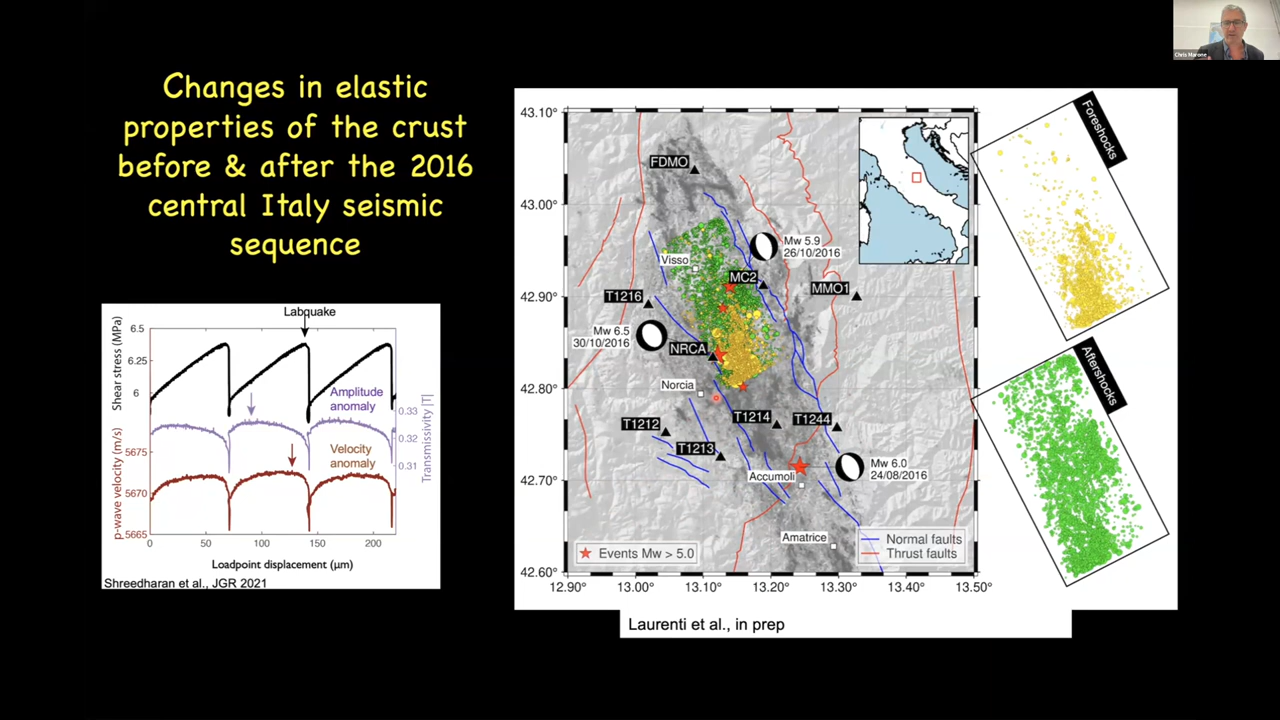 Changes in elastic
properties of the crust
before & after the 2016
central Italy seismic
sequence
Chris Marone
Labquake
Shear stress (MPa)
6.5
6.25
6
Amplitude
anomaly
0.33
0.32
0.31
Transmissivity |T|
Velocity
anomaly
p-wave velocity (m/s)
5675
5670
5665
0
50
100
150
200
Loadpoint displacement (μm)
Shreedharan et al., JGR 2021
43.10°
43.00°
42.90°
42.80°
42.70°
42.60°
12.90°
13.00°
13.10°
13.20°
13.30°
13.40°
13.50°
FDMO
Visso
Mw 5.9
26/10/2016
MC2
MMO1
T1216
Mw 6.5
30/10/2016
NRCA
Norcia
T1212
T1214
T1244
T1213
Accumoli
Mw 6.0
24/08/2016
Amatrice
Events Mw > 5.0
Normal faults
Thrust faults
Foreshocks
Aftershocks
Laurenti et al., in prep